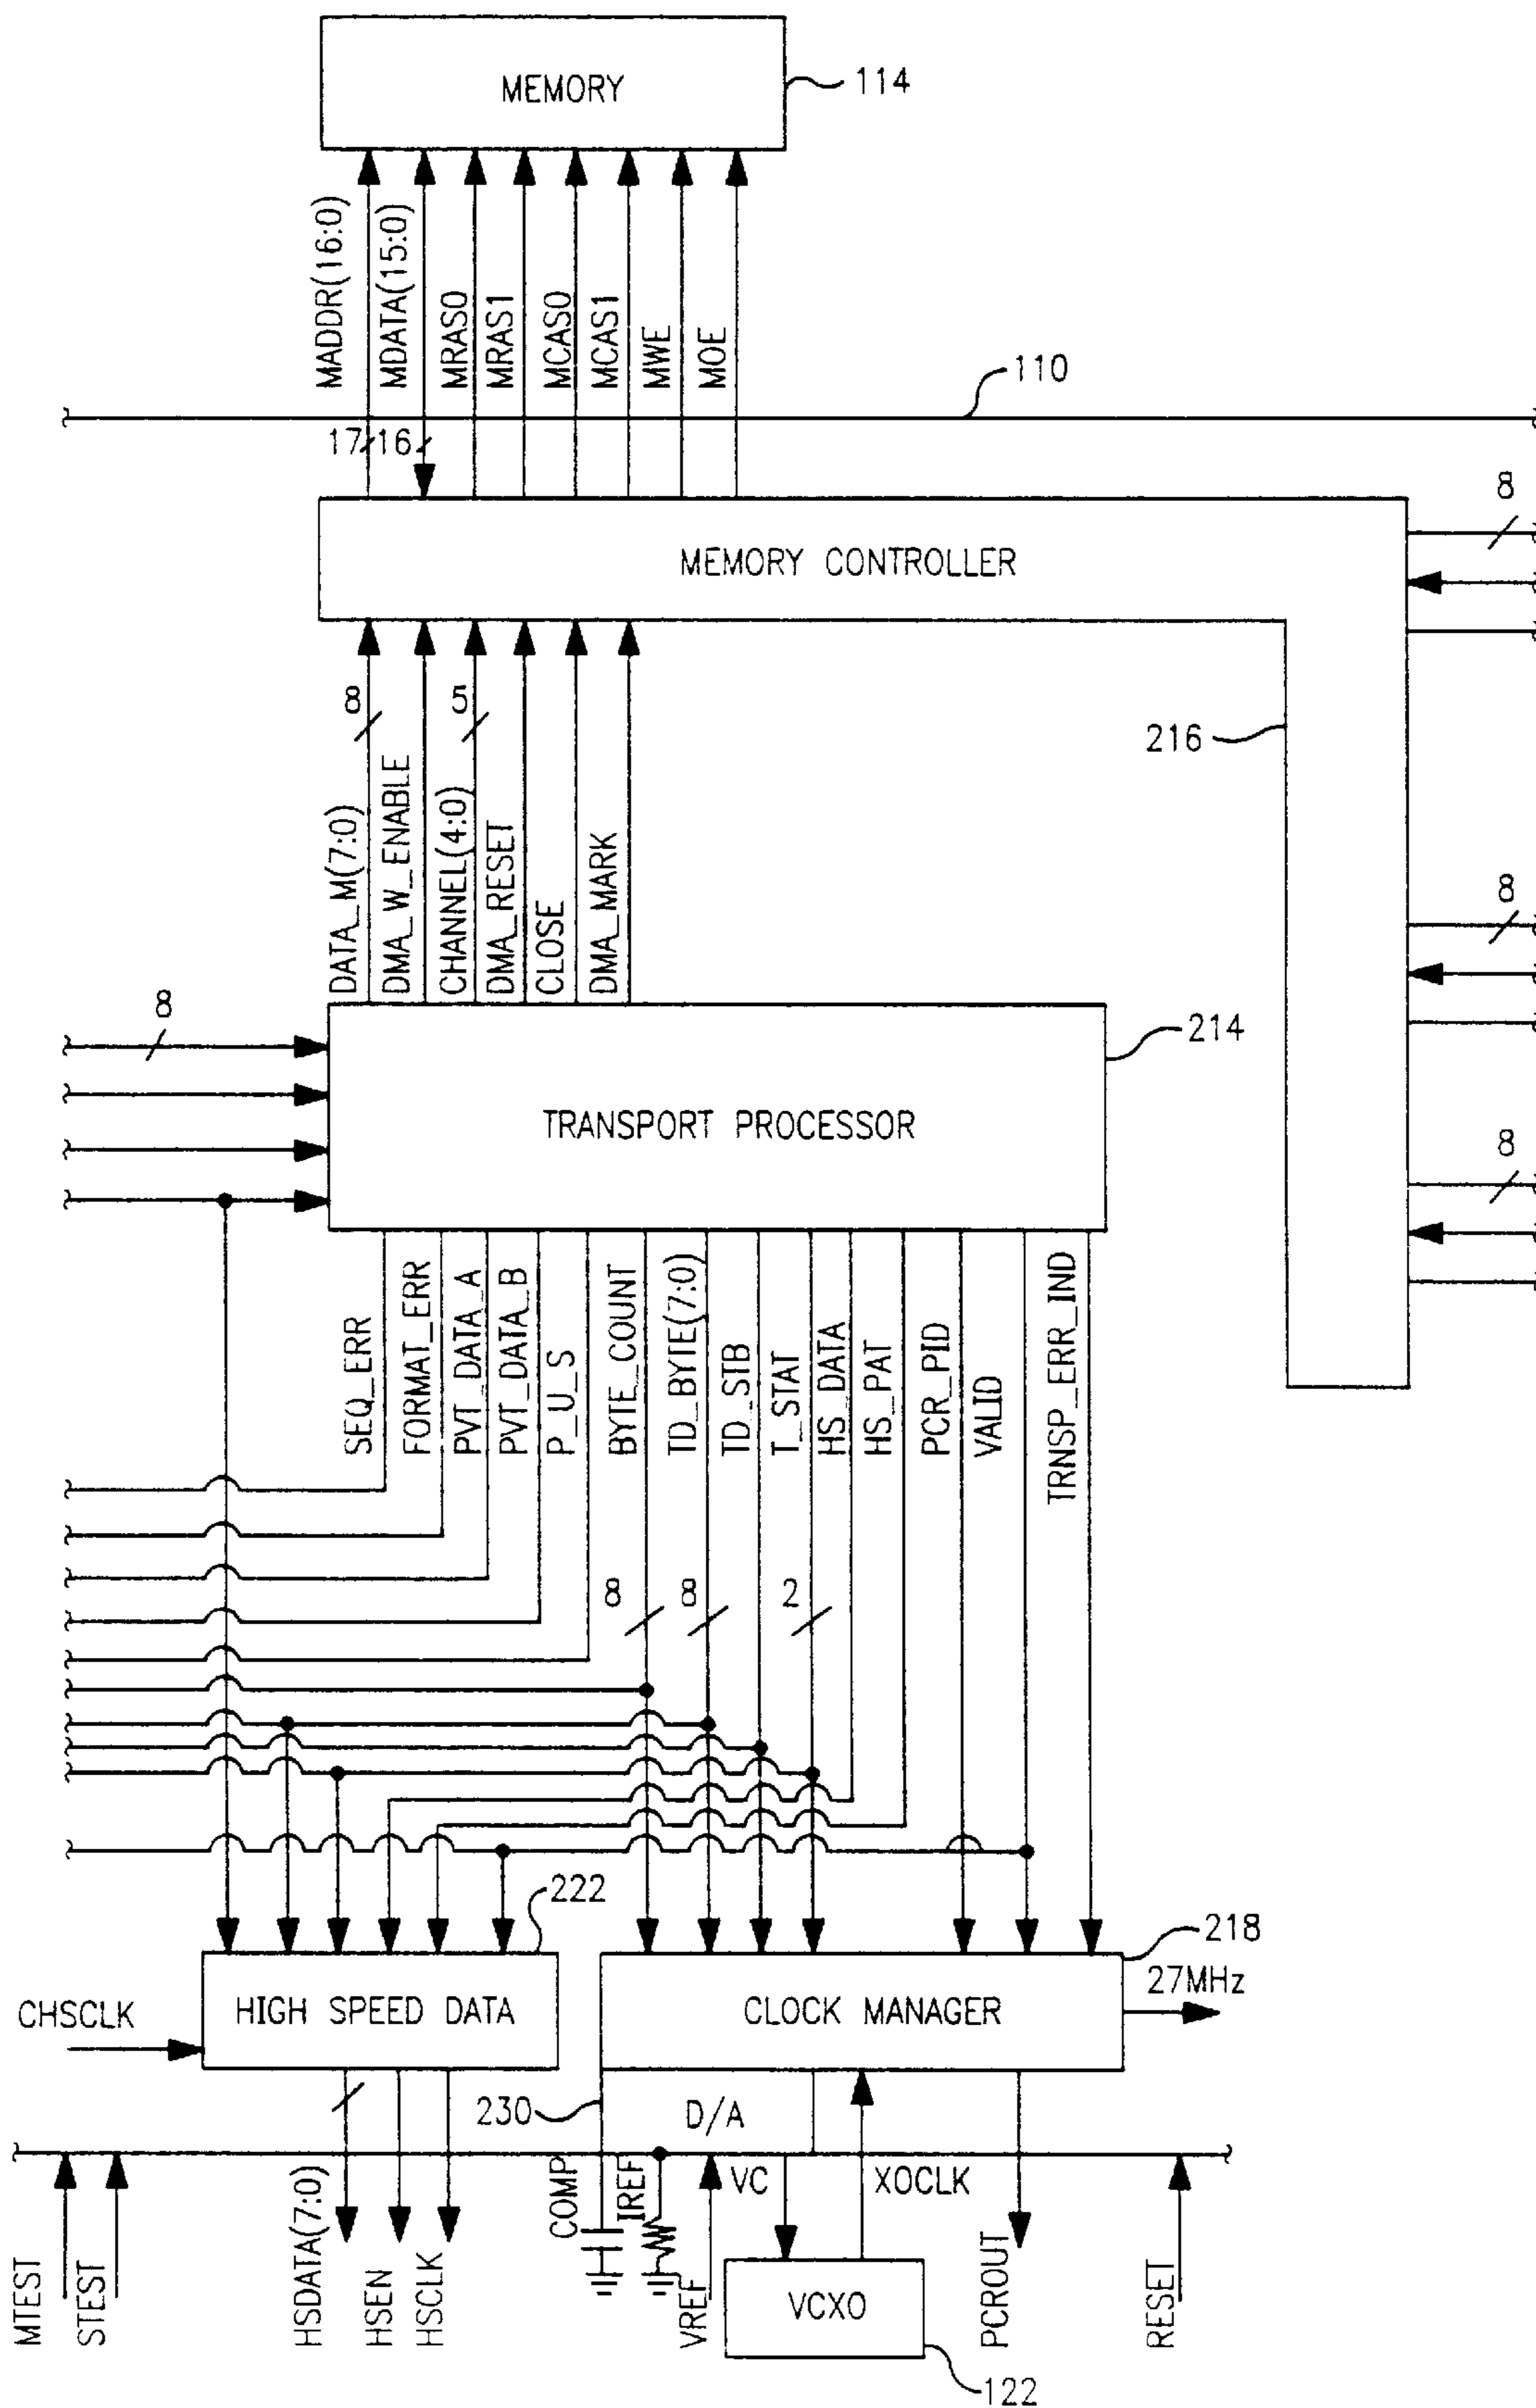 MEMORY
114
MADDR(16:0)
MDATA(15:0)
MRAS0
MRAS1
MCAS0
MCAS1
MWE
MOE
110
17
16
8
MEMORY CONTROLLER
8
5
216
DATA_M(7:0)
DMA_W_ENABLE
CHANNEL(4:0)
DMA_RESET
CLOSE
DMA_MARK
8
8
214
TRANSPORT PROCESSOR
8
SEQ_ERR
FORMAT_ERR
PVT_DATA_A
PVT_DATA_B
P_U_S
BYTE_COUNT
TD_BYTE(7:0)
TD_STB
T_STAT
HS_DATA
HS_PAT
PCR_PID
VALID
TRNSP_ERR_IND
8
8
2
222
218
27MHz
CHSCLK
HIGH SPEED DATA
CLOCK MANAGER
230
D/A
MTEST
STEST
HSDATA(7:0)
HSEN
HSCLK
COMP
IREF
VREF
VC
XOCLK
VCXO
PCROUT
RESET
122